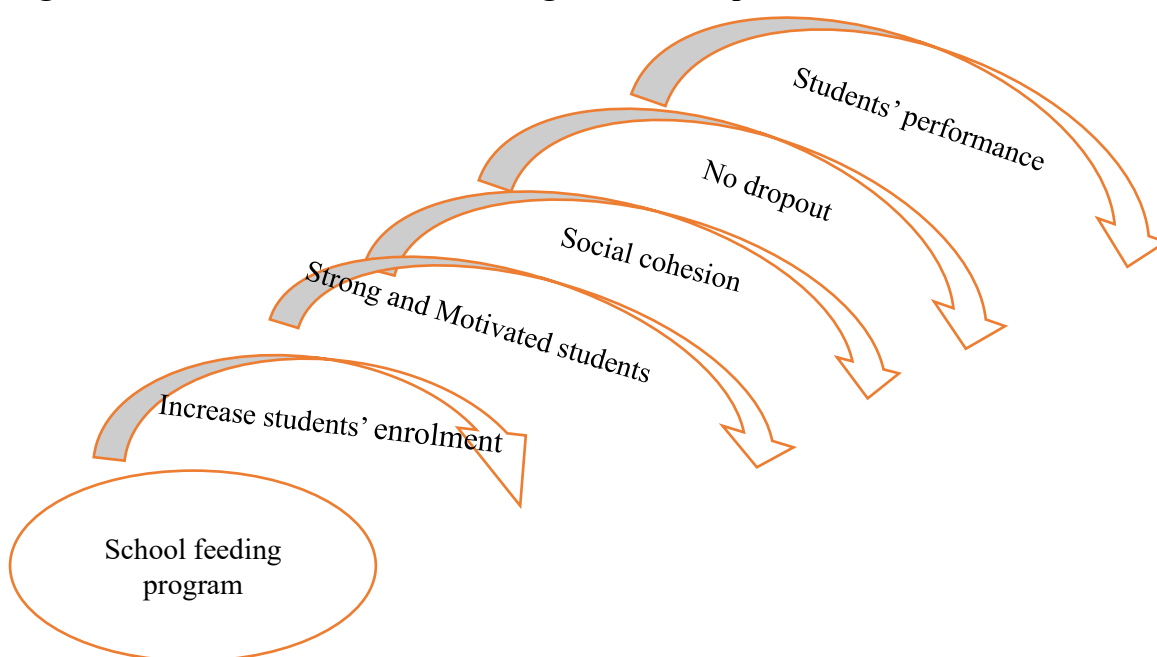 Students’ performance
No dropout
Social cohesion
Strong and Motivated students
Increase students’ enrolment
School feeding
program